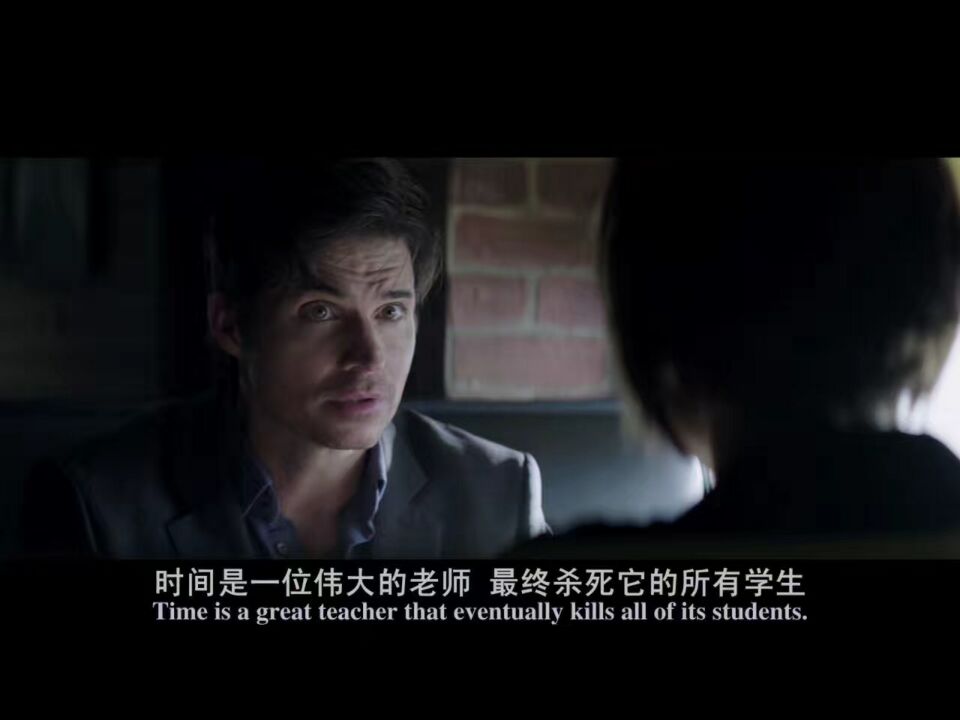 时间是一位伟大的老师 最终杀死它的所有学生
Time is a great teacher that eventually kills all of its students.